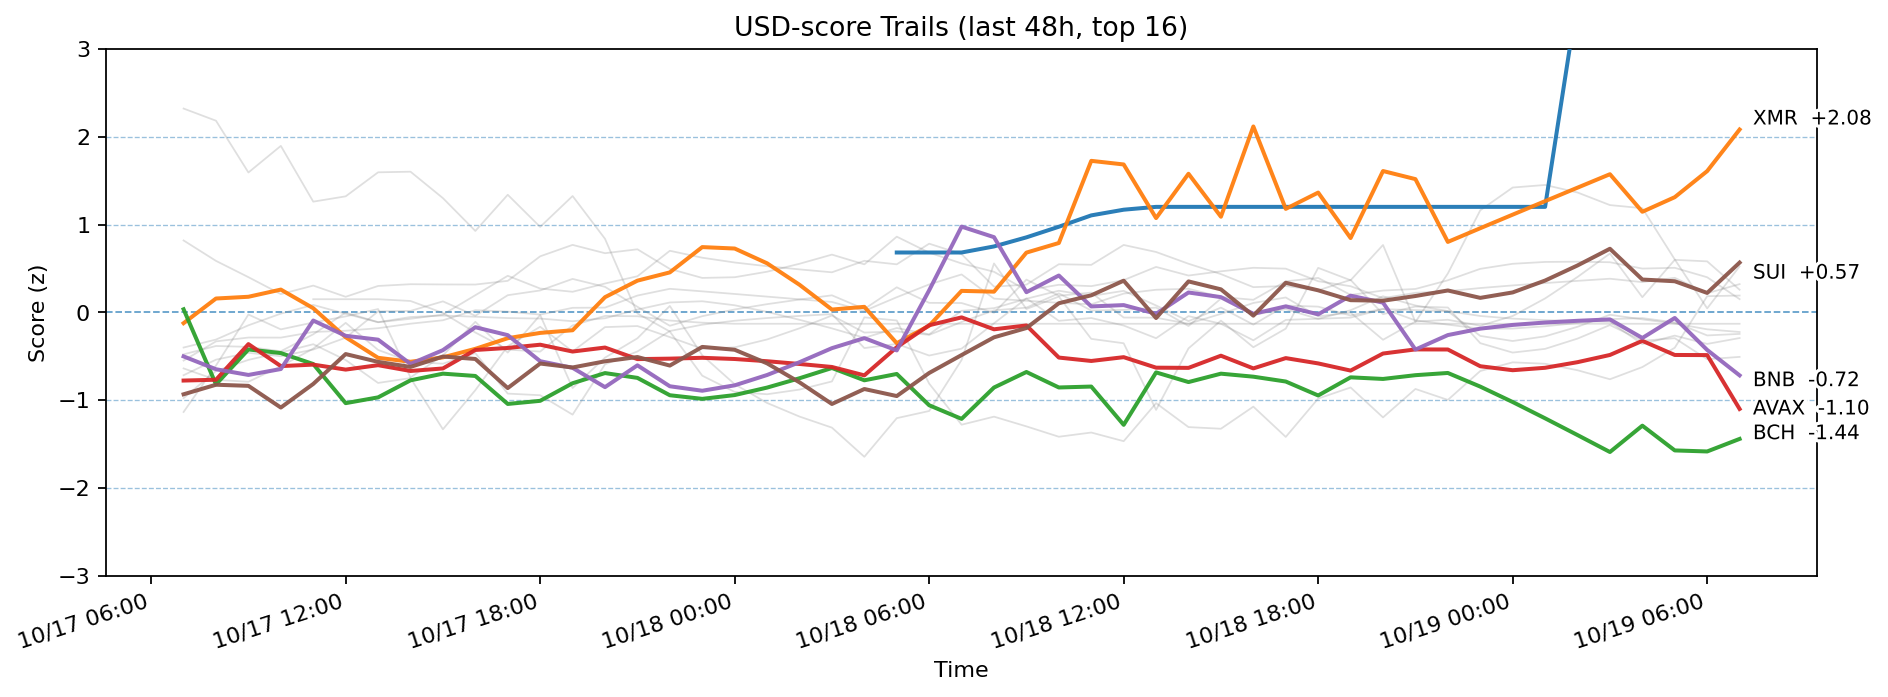 USD-score Trails (last 48h, top 16)
3
2
1
0
−1
−2
−3
Score (z)
XMR +2.08
SUI +0.57
BNB -0.72
AVAX -1.10
BCH -1.44
10/17 06:00
10/17 12:00
10/17 18:00
10/18 00:00
10/18 06:00
10/18 12:00
10/18 18:00
10/19 00:00
10/19 06:00
Time